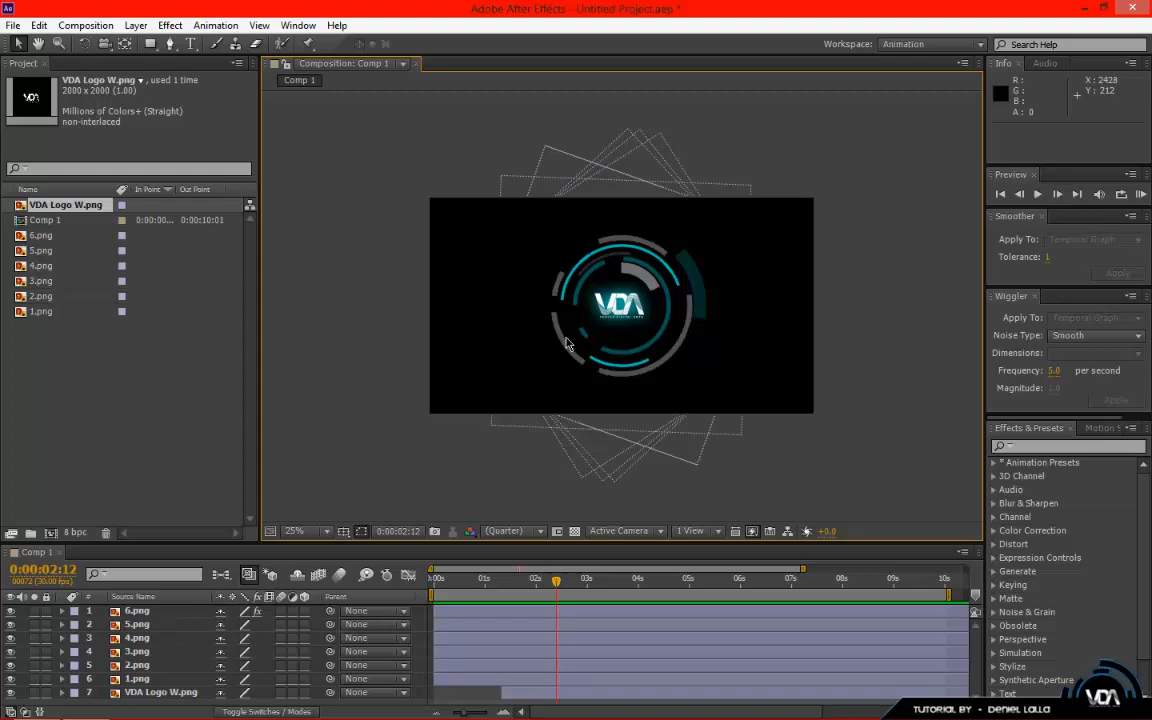 Adobe After Effects - Untitled Project.aep *
File Edit Composition Layer Effect Animation View Window Help
Workspace: Animation Search Help
Project
VDA Logo W.png, used 1 time
2000 x 2000 (1.00)
Millions of Colors+ (Straight)
non-interlaced
Name In Point Out Point
VDA Logo W.png
Comp 1 0:00:00... 0:00:10:01
6.png
5.png
4.png
3.png
2.png
1.png
8 bpc
Composition: Comp 1
Comp 1
VDA
25% 0:00:02:12 (Quarter) Active Camera 1 View +0.0
Info Audio
R: X: 2428
G: Y: 212
B:
A: 0
Preview
Smoother
Apply To: Temporal Graph
Tolerance: 1
Apply
Wiggler
Apply To: Temporal Graph
Noise Type: Smooth
Dimensions:
Frequency: 5.0 per second
Magnitude: 1.0
Apply
Effects & Presets Motion S
* Animation Presets
3D Channel
Audio
Blur & Sharpen
Channel
Color Correction
Distort
Expression Controls
Generate
Keying
Matte
Noise & Grain
Obsolete
Perspective
Simulation
Stylize
Synthetic Aperture
Text
Comp 1
0:00:02:12
00072 (30.00 fps)
:00s 01s 02s 03s 04s 05s 06s 07s 08s 09s 10s
# Source Name Parent
1 6.png None
2 5.png None
3 4.png None
4 3.png None
5 2.png None
6 1.png None
7 VDA Logo W.png None
Toggle Switches / Modes
TUTORIAL BY - DENIEL LALLA
VDA